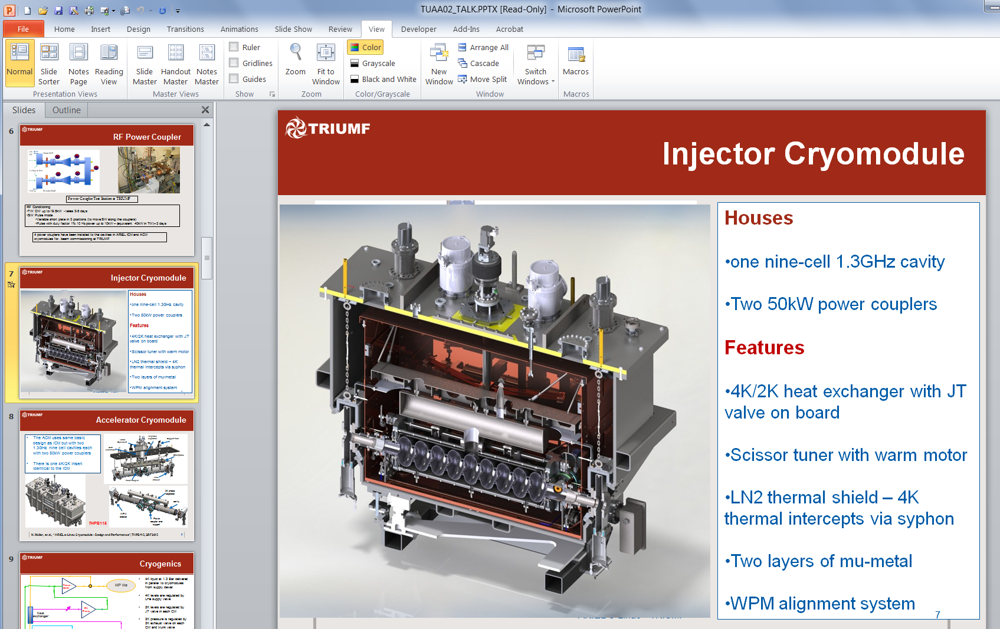 TUAA02_TALK.PPTX [Read-Only] - Microsoft PowerPoint
File Home Insert Design Transitions Animations Slide Show Review View Developer Add-Ins Acrobat
Normal
Slide Sorter
Notes Page
Reading View
Presentation Views
Slide Master
Handout Master
Notes Master
Master Views
Ruler
Gridlines
Guides
Show
Zoom
Fit to Window
Zoom
Color
Grayscale
Black and White
Color/Grayscale
New Window
Arrange All
Cascade
Move Split
Switch Windows
Window
Macros
Macros
Slides Outline
6
TRIUMF
RF Power Coupler
Power Coupler Test Station at TRIUMF
RF Conditioning
•SW Pulse mode
•Variable short plate in 3 positions (to move SW along the couplers)
4 power couplers have been installed to the cavities in ARIEL ICM and ACM
cryomodules for beam commissioning at TRIUMF
7
TRIUMF
Injector Cryomodule
Houses
•one nine-cell 1.3GHz cavity
•Two 50kW power couplers
Features
•4K/2K heat exchanger with JT
valve on board
•Scissor tuner with warm motor
•LN2 thermal shield – 4K
thermal intercepts via syphon
•Two layers of mu-metal
•WPM alignment system
8
TRIUMF
Accelerator Cryomodule
• The ACM uses same basic
design as ICM but with two
1.3GHz nine cell cavities each
with two 50kW power couplers
• There is one 4K/2K insert
identical to the ICM
THPB115
N. Muller, et al., "ARIEL e-Linac Cryomodule - Design and Performance", THPB115, SRF2015
9
TRIUMF
Cryogenics
HP He
Heat
exchanger
• 4K liquid at 1.3 Bar delivered
in parallel to cryomodules
from supply dewar
• 4K levels are regulated by
LHe supply valve
• 2K levels are regulated by
JT valve in each CM
• 2K pressure is regulated by
2K exhaust valve on each
CM and trunk valve
TRIUMF
Injector Cryomodule
Houses
•one nine-cell 1.3GHz cavity
•Two 50kW power couplers
Features
•4K/2K heat exchanger with JT
valve on board
•Scissor tuner with warm motor
•LN2 thermal shield – 4K
thermal intercepts via syphon
•Two layers of mu-metal
•WPM alignment system
7